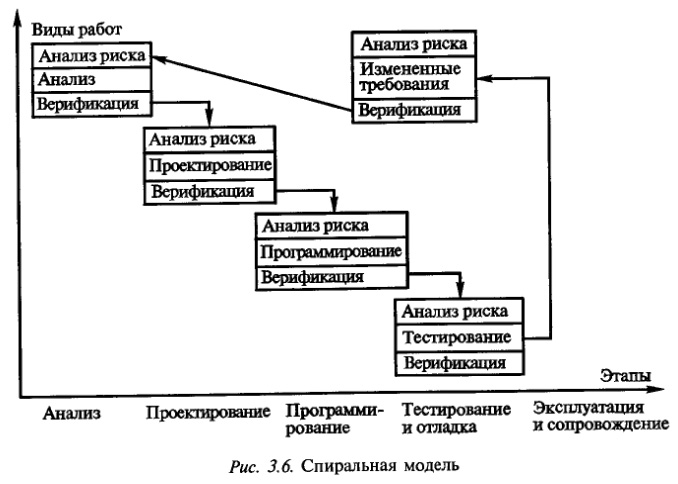 Виды работ
Анализ риска
Анализ
Верификация
Анализ риска
Измененные
требования
Верификация
Анализ риска
Проектирование
Верификация
Анализ риска
Программирование
Верификация
Анализ риска
Тестирование
Верификация
Этапы
Анализ
Проектирование
Программи-
рование
Тестирование
и отладка
Эксплуатация
и сопровождение
Рис. 3.6. Спиральная модель